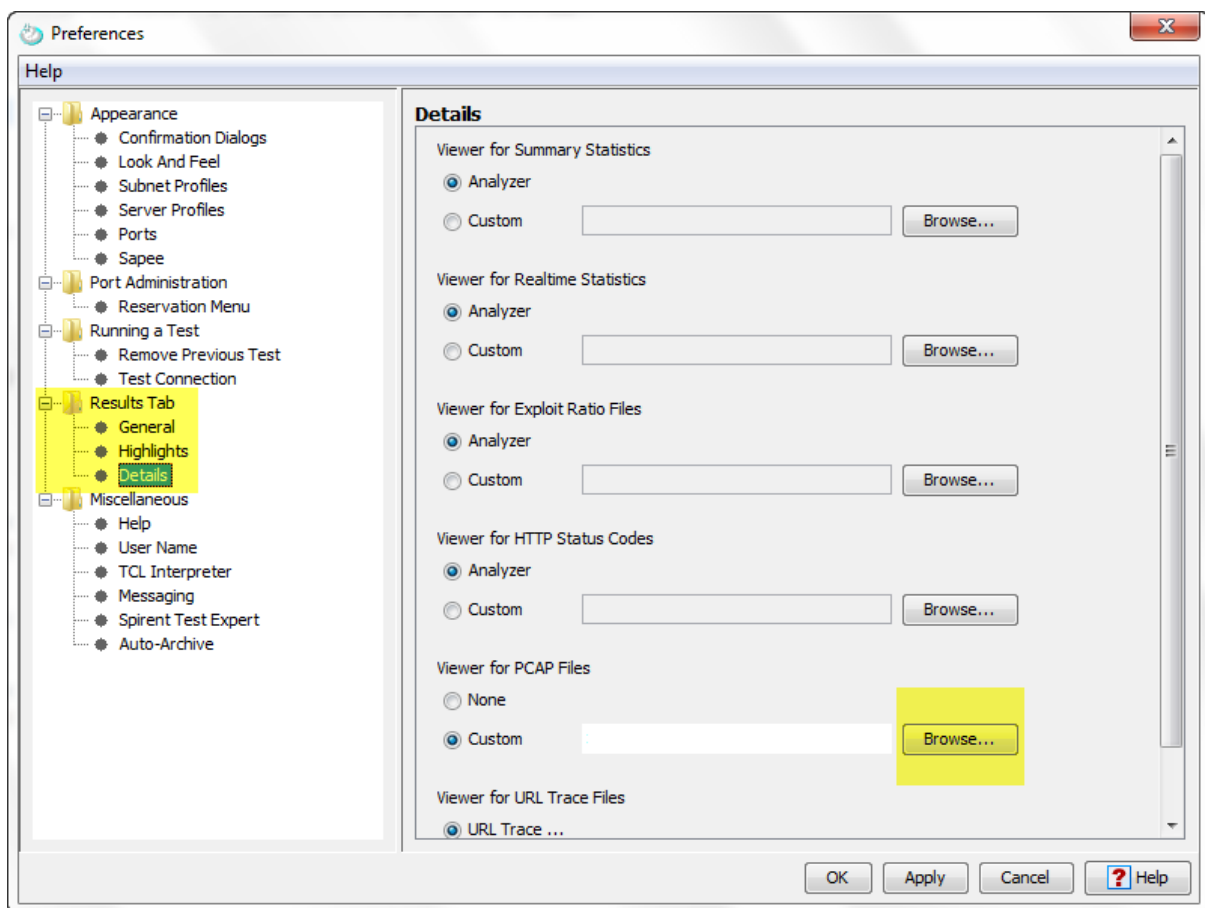 Preferences
X
Help
Appearance
Confirmation Dialogs
Look And Feel
Subnet Profiles
Server Profiles
Ports
Sapee
Port Administration
Reservation Menu
Running a Test
Remove Previous Test
Test Connection
Results Tab
General
Highlights
Details
Miscellaneous
Help
User Name
TCL Interpreter
Messaging
Spirent Test Expert
Auto-Archive
Details
Viewer for Summary Statistics
Analyzer
Custom Browse...
Viewer for Realtime Statistics
Analyzer
Custom Browse...
Viewer for Exploit Ratio Files
Analyzer
Custom Browse...
Viewer for HTTP Status Codes
Analyzer
Custom Browse...
Viewer for PCAP Files
None
Custom Browse...
Viewer for URL Trace Files
URL Trace ...
OK Apply Cancel ? Help